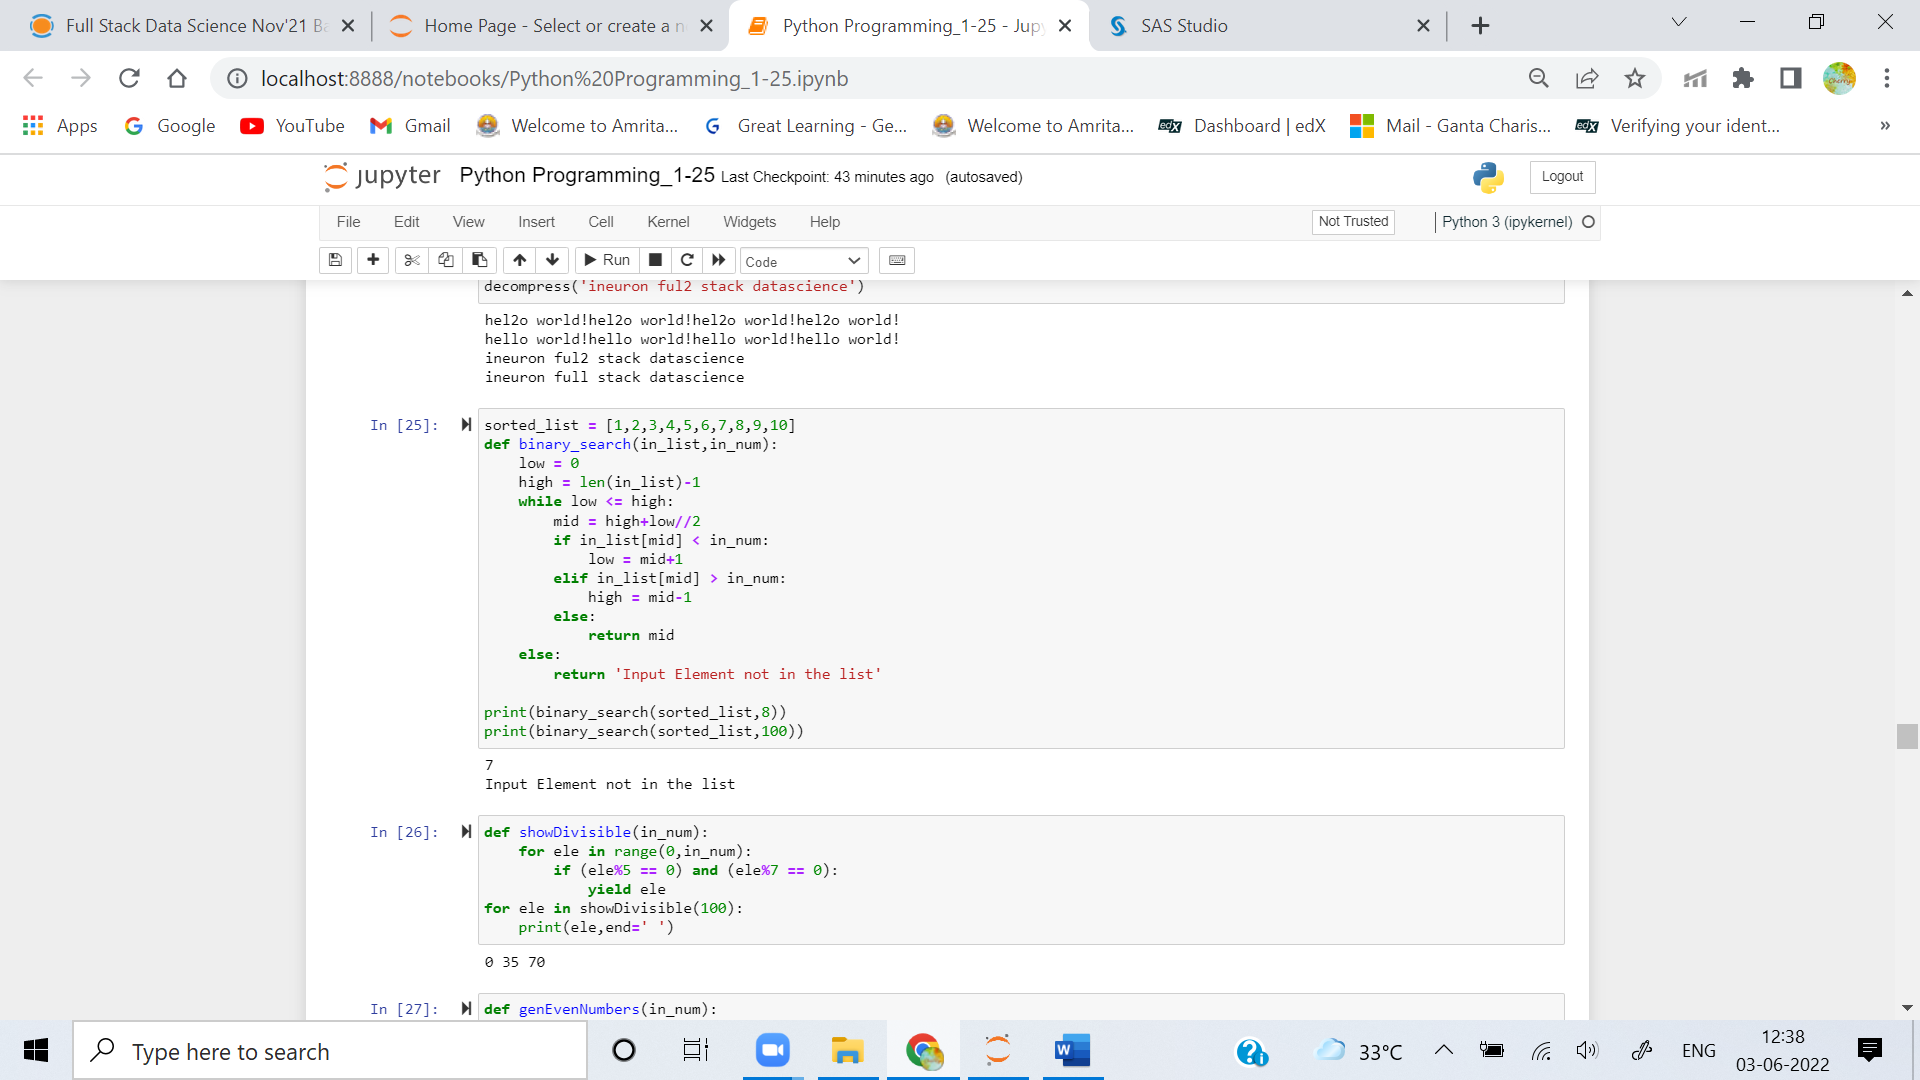 Full Stack Data Science Nov'21 Ba
Home Page - Select or create a n
Python Programming_1-25 - Jupy
SAS Studio
localhost:8888/notebooks/Python%20Programming_1-25.ipynb
Apps
Google
YouTube
Gmail
Welcome to Amrita...
Great Learning - Ge...
Welcome to Amrita...
Dashboard | edX
Mail - Ganta Charis...
Verifying your ident...
»
jupyter Python Programming_1-25 Last Checkpoint: 43 minutes ago (autosaved)
Logout
File Edit View Insert Cell Kernel Widgets Help
Not Trusted
Python 3 (ipykernel)
Run
Code
decompress('ineuron ful2 stack datascience')
hel2o world!hel2o world!hel2o world!hel2o world!
hello world!hello world!hello world!hello world!
ineuron ful2 stack datascience
ineuron full stack datascience
In [25]:
sorted_list = [1,2,3,4,5,6,7,8,9,10]
def binary_search(in_list,in_num):
    low = 0
    high = len(in_list)-1
    while low <= high:
        mid = high+low//2
        if in_list[mid] < in_num:
            low = mid+1
        elif in_list[mid] > in_num:
            high = mid-1
        else:
            return mid
    else:
        return 'Input Element not in the list'
print(binary_search(sorted_list,8))
print(binary_search(sorted_list,100))
7
Input Element not in the list
In [26]:
def showDivisible(in_num):
    for ele in range(0,in_num):
        if (ele%5 == 0) and (ele%7 == 0):
            yield ele
for ele in showDivisible(100):
    print(ele,end=' ')
0 35 70
In [27]:
def genEvenNumbers(in_num):
Type here to search
33°C
ENG
12:38
03-06-2022